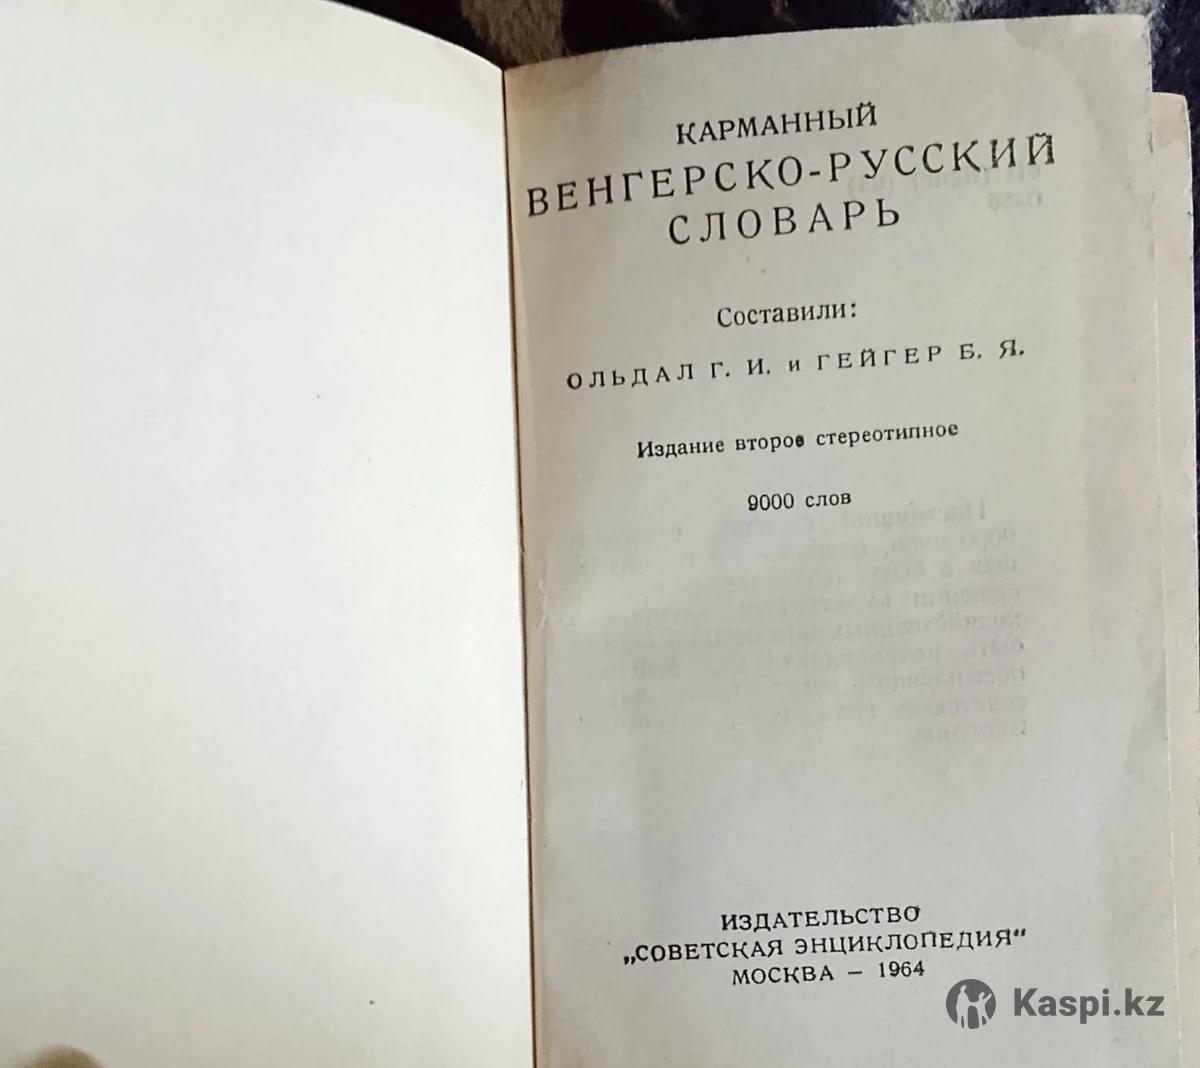 КАРМАННЫЙ
ВЕНГЕРСКО-РУССКИЙ
СЛОВАРЬ
Составили:
ОЛЬДАЛ Г. И. и ГЕЙГЕР Б. Я.
Издание второе стереотипное
9000 слов
ИЗДАТЕЛЬСТВО
„СОВЕТСКАЯ ЭНЦИКЛОПЕДИЯ“
МОСКВА — 1964
Kaspi.kz